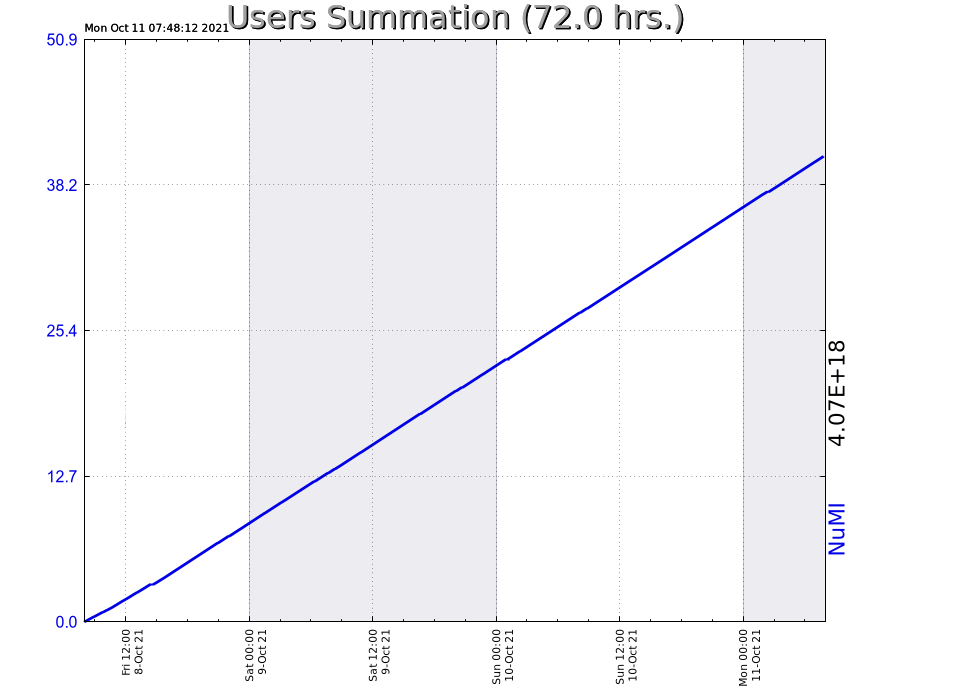 Users Summation (72.0 hrs.)
Mon Oct 11 07:48:12 2021
50.9
38.2
25.4
12.7
0.0
Fri 12:00
8-Oct 21
Sat 00:00
9-Oct 21
Sat 12:00
9-Oct 21
Sun 00:00
10-Oct 21
Sun 12:00
10-Oct 21
Mon 00:00
11-Oct 21
NuMI
4.07E+18